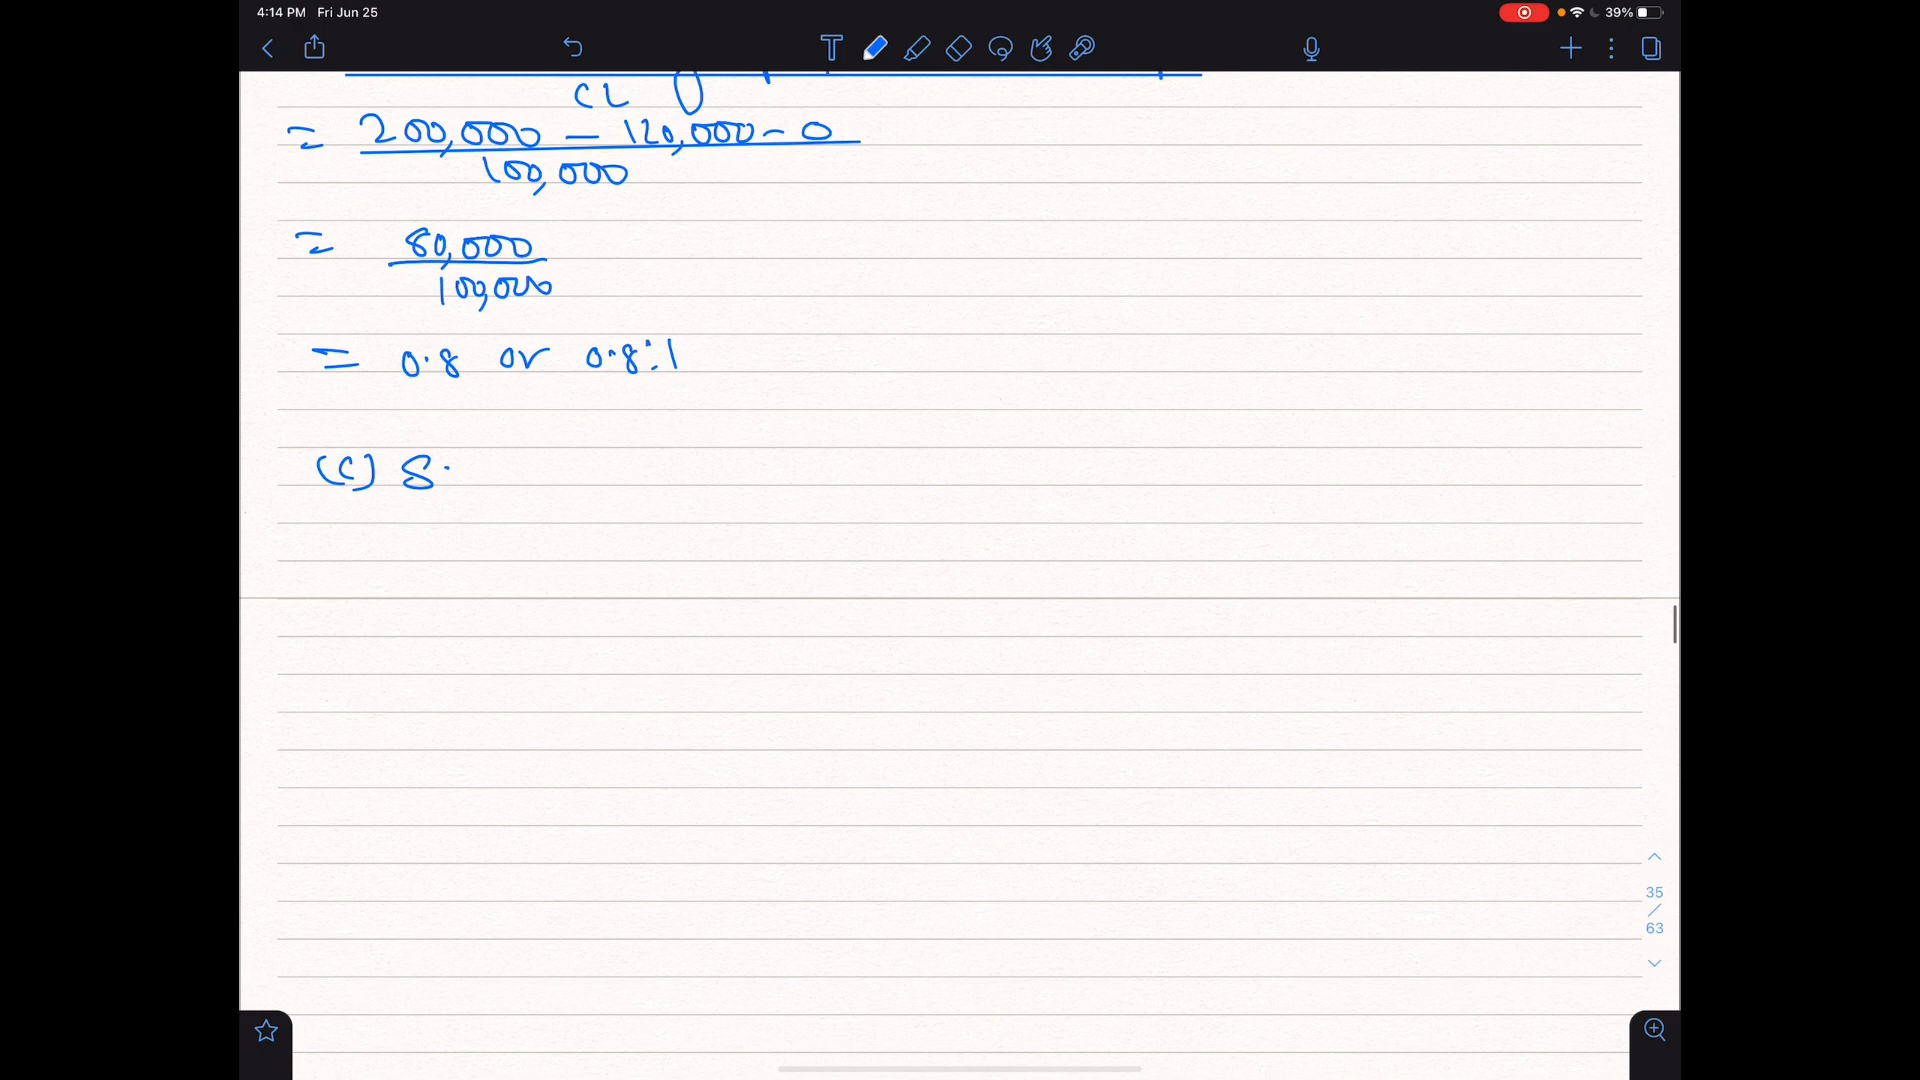 4:14 PM Fri Jun 25
39%
CL
= 200,000 - 120,000 - 0
100,000
= 80,000
100,000
= 0.8 or 0.8:1
(C) S.
35
63